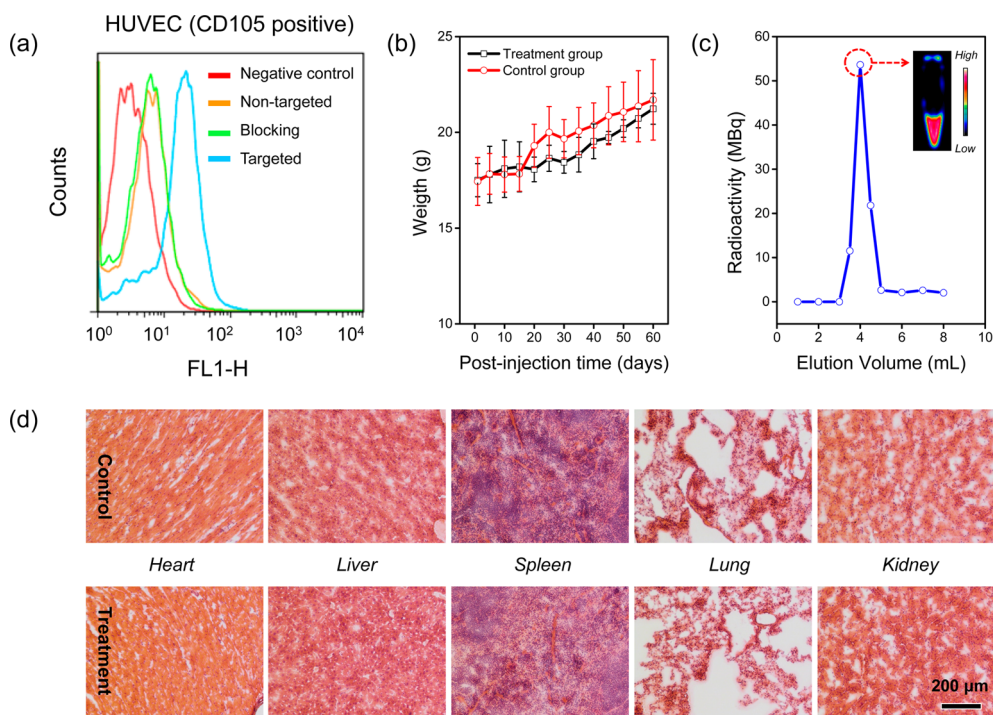 HUVEC (CD105 positive)
(a)
Negative control
Non-targeted
Blocking
Targeted
Counts
10⁰ 10¹ 10² 10³ 10⁴
FL1-H
(b)
Treatment group
Control group
25
20
15
10
Weigth (g)
0 10 20 30 40 50 60
Post-injection time (days)
(c)
High
Low
60
50
40
30
20
10
0
Radioactivity (MBq)
0 2 4 6 8 10
Elution Volume (mL)
(d)
Control
Heart Liver Spleen Lung Kidney
Treatment
200 µm